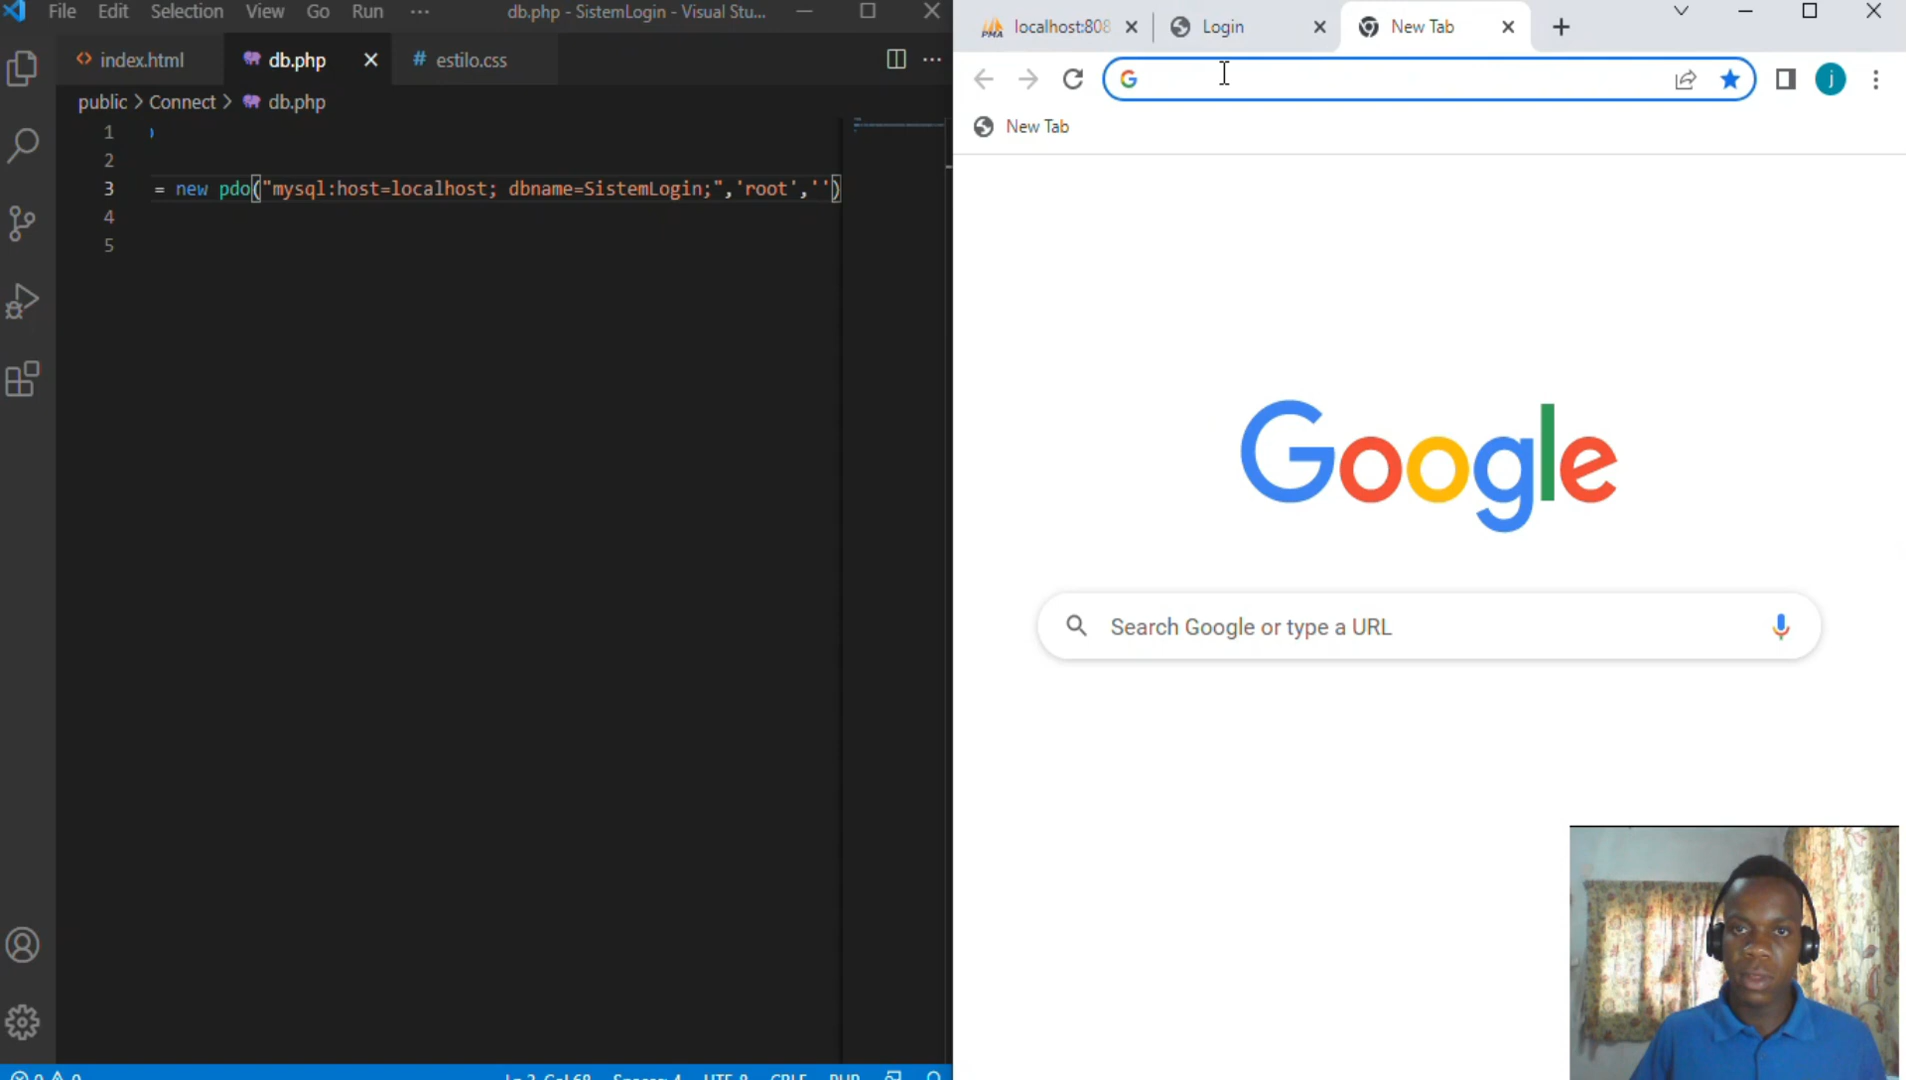 File Edit Selection View Go Run ··· db.php - SistemLogin - Visual Stu...
index.html db.php estilo.css
public > Connect > db.php
1
2
3 = new pdo("mysql:host=localhost; dbname=SistemLogin;",'root','')
4
5
localhost:808 Login New Tab
j
New Tab
Google
Search Google or type a URL